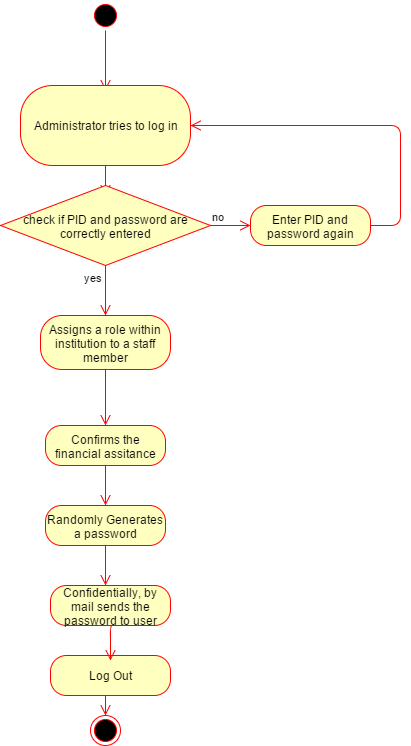 Administrator tries to log in
check if PID and password are
correctly entered
no
Enter PID and
password again
yes
Assigns a role within
institution to a staff
member
Confirms the
financial assitance
Randomly Generates
a password
Confidentially, by
mail sends the
password to user
Log Out